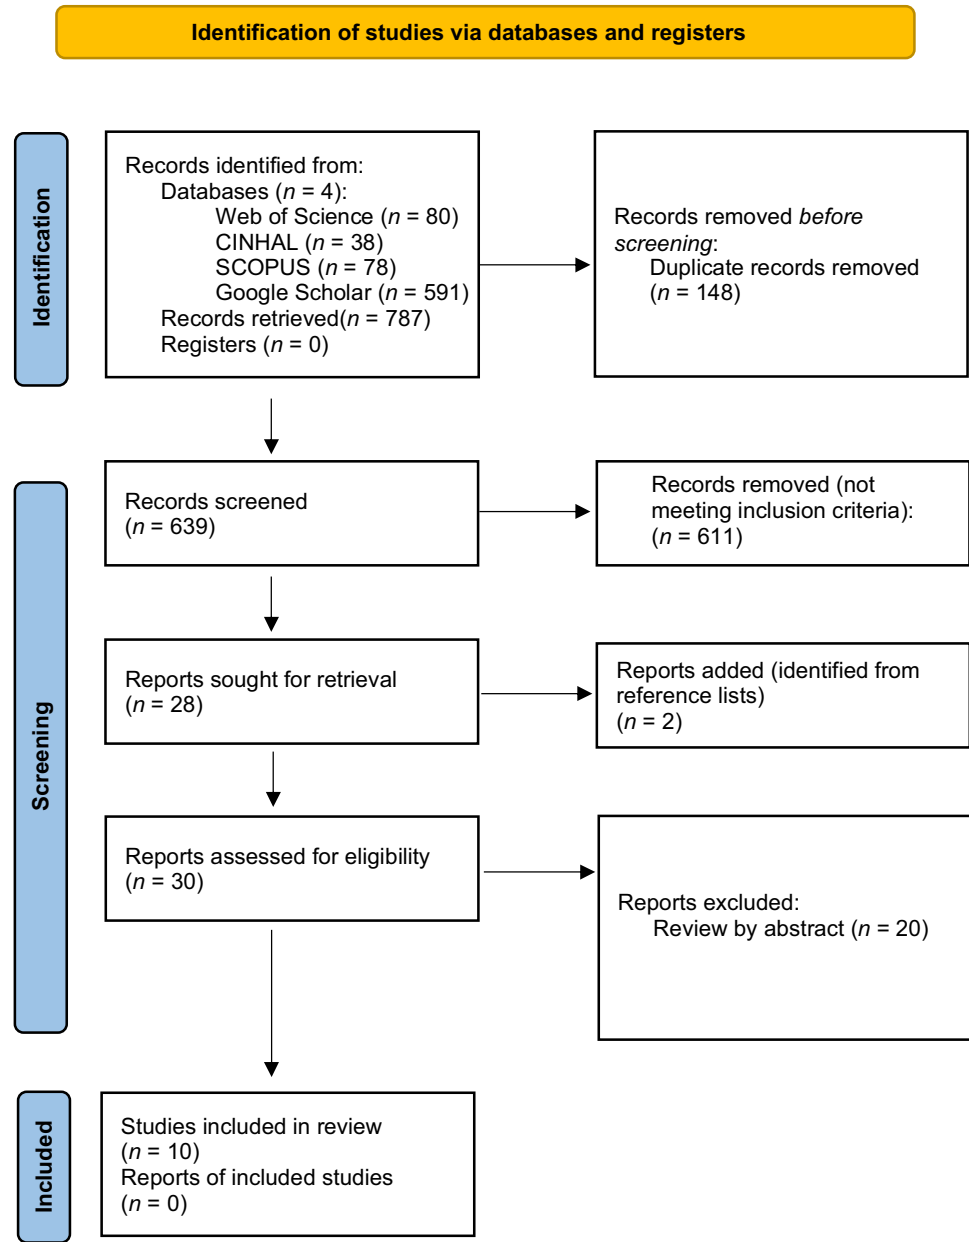 Identification of studies via databases and registers
Identification
Records identified from:
Databases (n = 4):
Web of Science (n = 80)
CINHAL (n = 38)
SCOPUS (n = 78)
Google Scholar (n = 591)
Records retrieved(n = 787)
Registers (n = 0)
Records removed before
screening:
Duplicate records removed
(n = 148)
Screening
Records screened
(n = 639)
Records removed (not
meeting inclusion criteria):
(n = 611)
Reports sought for retrieval
(n = 28)
Reports added (identified from
reference lists)
(n = 2)
Reports assessed for eligibility
(n = 30)
Reports excluded:
Review by abstract (n = 20)
Included
Studies included in review
(n = 10)
Reports of included studies
(n = 0)